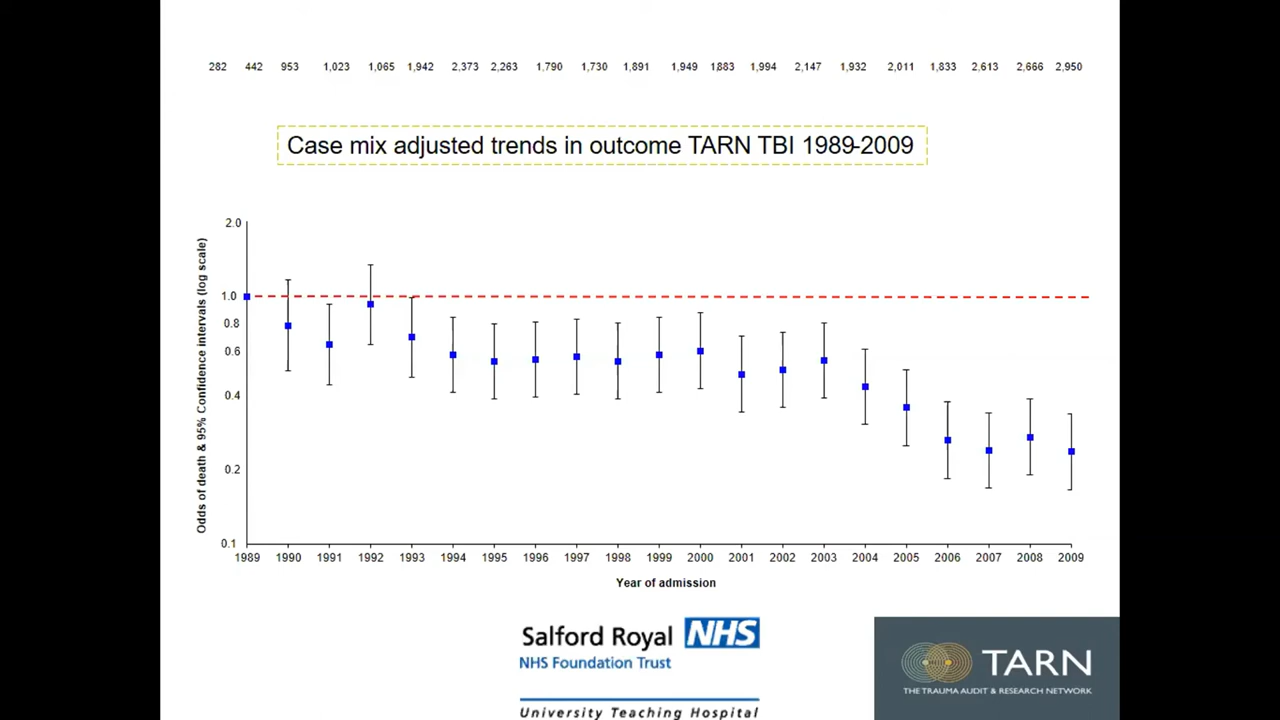 282 442 953 1,023 1,065 1,942 2,373 2,263 1,790 1,730 1,891 1,949 1883 1,994 2,147 1,932 2,011 1,833 2,613 2,666 2,950
Case mix adjusted trends in outcome TARN TBI 1989-2009
Odds of death & 95% Confidence intervals (log scale)
2.0
1.0
0.8
0.6
0.4
0.2
0.1
1989 1990 1991 1992 1993 1994 1995 1996 1997 1998 1999 2000 2001 2002 2003 2004 2005 2006 2007 2008 2009
Year of admission
Salford Royal NHS
NHS Foundation Trust
University Teaching Hospital
TARN
THE TRAUMA AUDIT & RESEARCH NETWORK